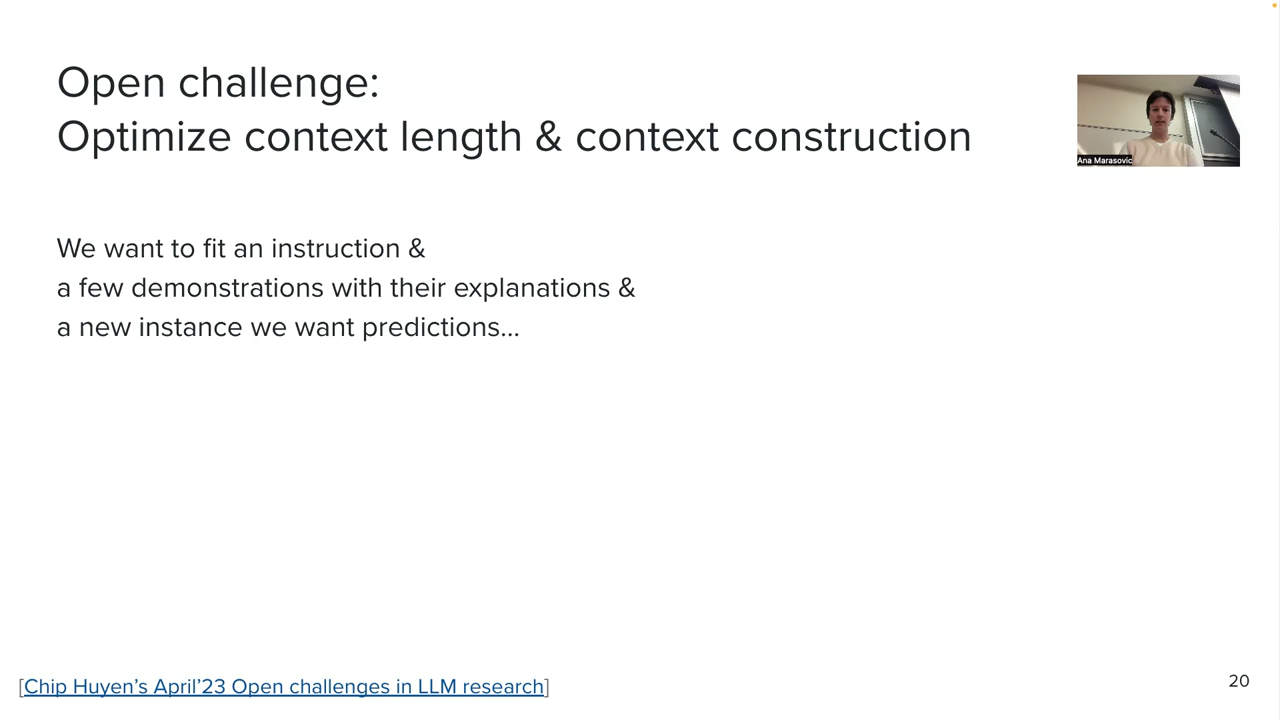 Open challenge:
Optimize context length & context construction
Ana Marasovic
We want to fit an instruction &
a few demonstrations with their explanations &
a new instance we want predictions...
[Chip Huyen's April'23 Open challenges in LLM research]
20